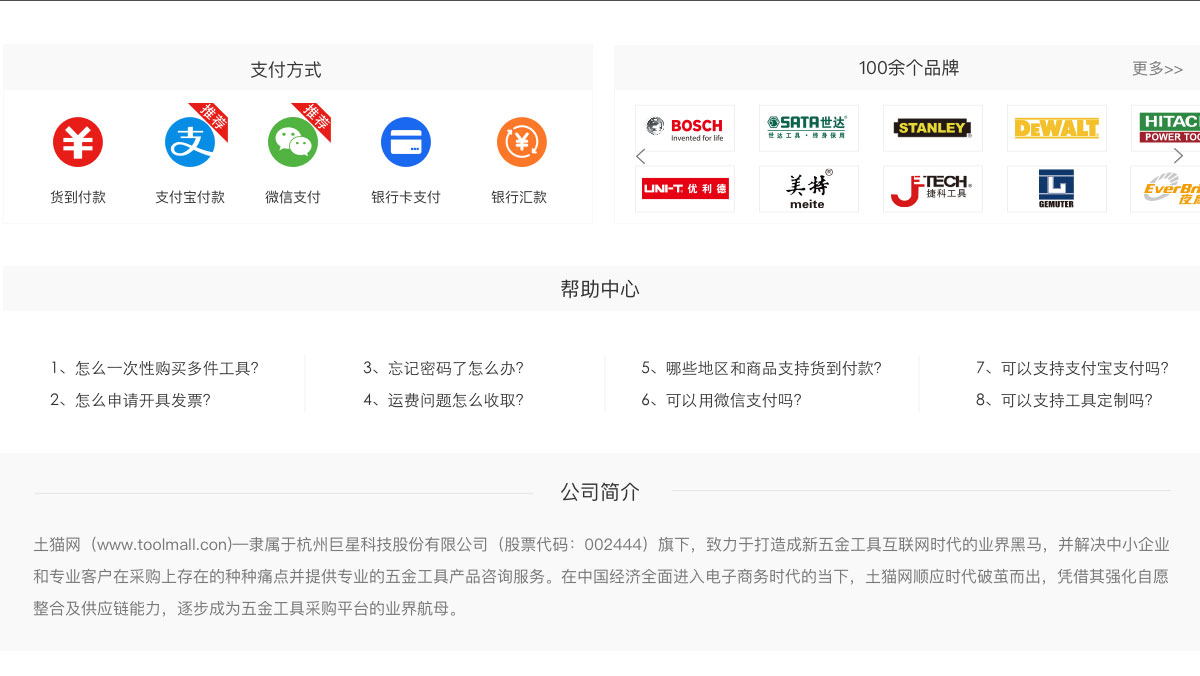 支付方式
100余个品牌
更多>>
推荐
推荐
货到付款
支付宝付款
微信支付
银行卡支付
银行汇款
BOSCH
Invented for life
SATA世达
世达工具·终身保用
STANLEY
DEWALT
HITAC
POWER TOO
UNI-T 优利德
美特
meite
JETECH
捷科工具
GEMUTER
EverBri
帮助中心
1、怎么一次性购买多件工具?
3、忘记密码了怎么办?
5、哪些地区和商品支持货到付款?
7、可以支持支付宝支付吗?
2、怎么申请开具发票?
4、运费问题怎么收取?
6、可以用微信支付吗?
8、可以支持工具定制吗?
公司简介
土猫网（www.toolmall.con)—隶属于杭州巨星科技股份有限公司（股票代码：002444）旗下，致力于打造成新五金工具互联网时代的业界黑马，并解决中小企业
和专业客户在采购上存在的种种痛点并提供专业的五金工具产品咨询服务。在中国经济全面进入电子商务时代的当下，土猫网顺应时代破茧而出，凭借其强化自愿
整合及供应链能力，逐步成为五金工具采购平台的业界航母。